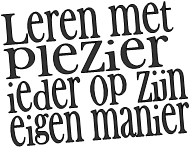 Leren met
plezier
ieder op zijn
eigen manier